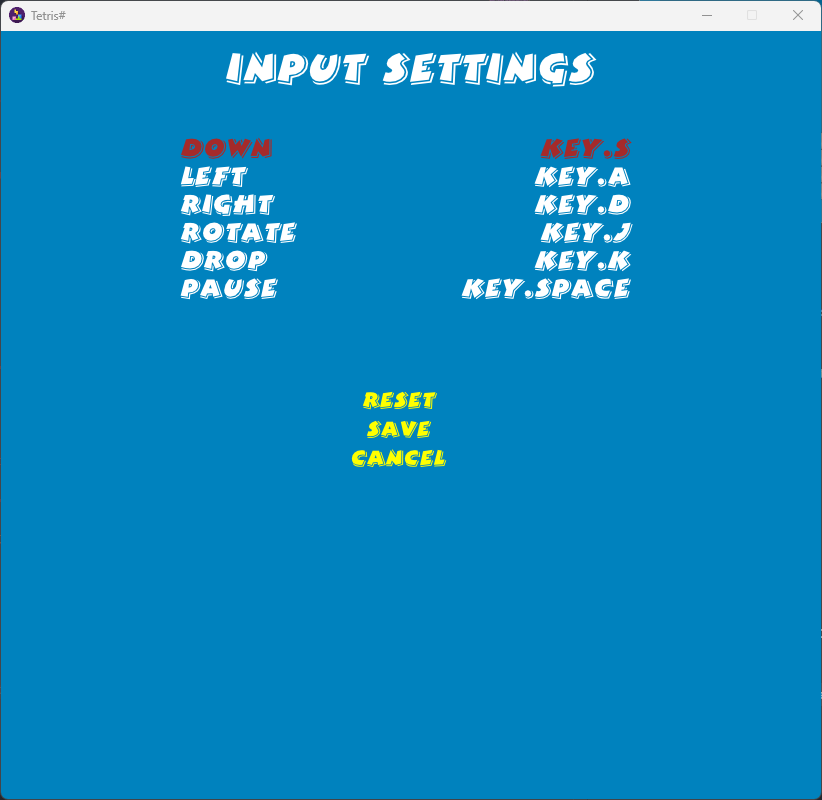 Tetris#
INPUT SETTINGS
DOWN KEY.S
LEFT KEY.A
RIGHT KEY.D
ROTATE KEY.J
DROP KEY.K
PAUSE KEY.SPACE
RESET
SAVE
CANCEL